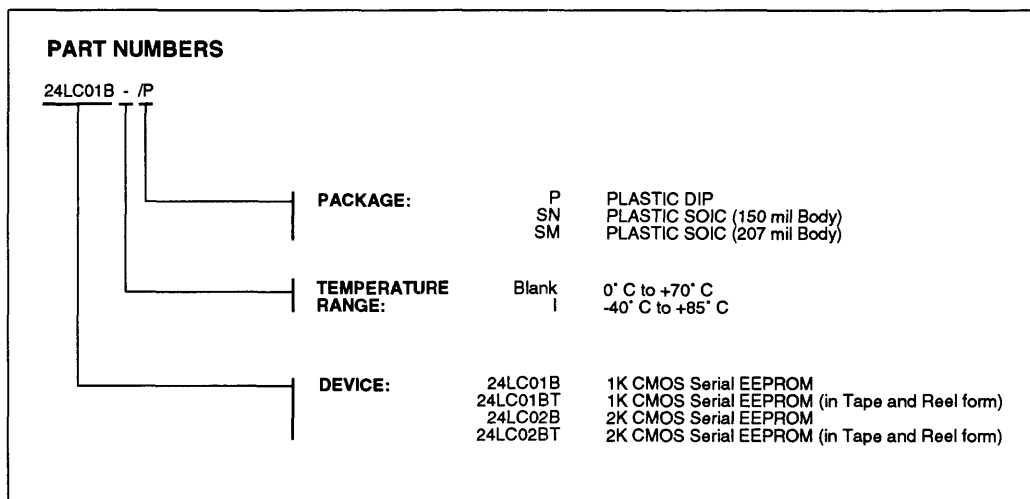 PART NUMBERS
24LC01B - /P
PACKAGE: P PLASTIC DIP
SN PLASTIC SOIC (150 mil Body)
SM PLASTIC SOIC (207 mil Body)
TEMPERATURE Blank 0˚ C to +70˚ C
RANGE: I -40˚ C to +85˚ C
DEVICE: 24LC01B 1K CMOS Serial EEPROM
24LC01BT 1K CMOS Serial EEPROM (in Tape and Reel form)
24LC02B 2K CMOS Serial EEPROM
24LC02BT 2K CMOS Serial EEPROM (in Tape and Reel form)